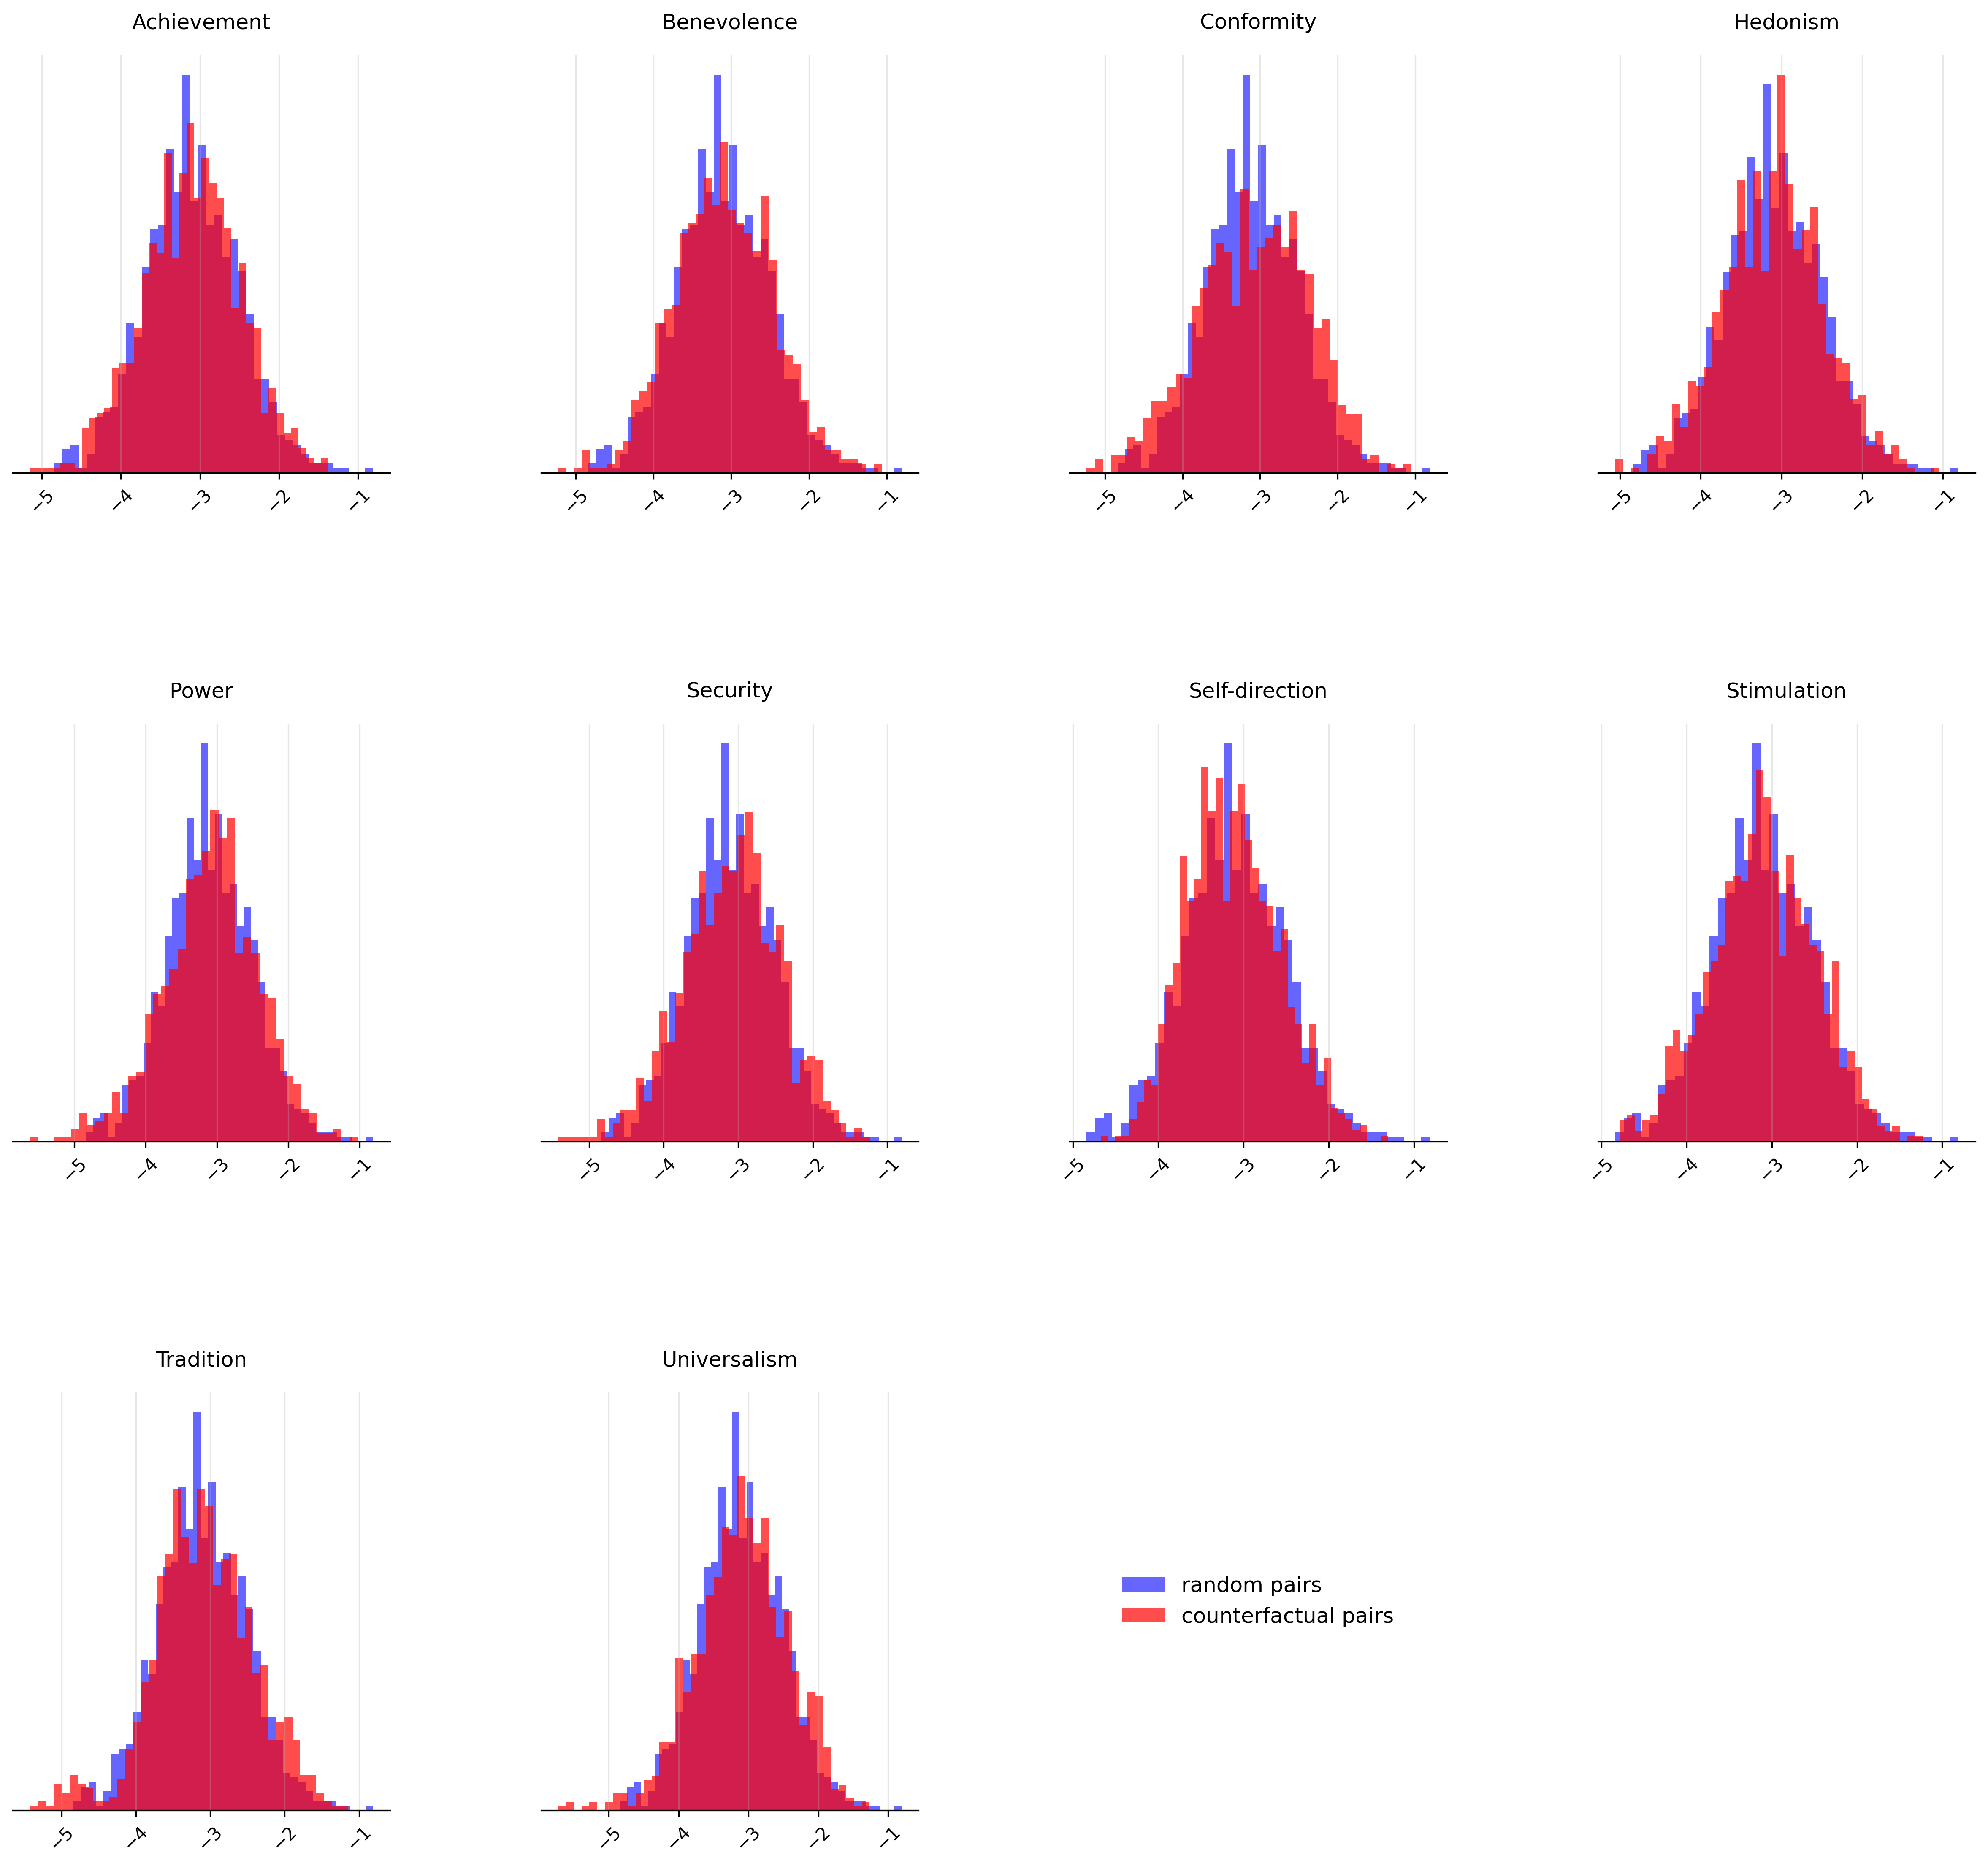 Achievement
Benevolence
Conformity
Hedonism
−5 −4 −3 −2 −1
−5 −4 −3 −2 −1
−5 −4 −3 −2 −1
−5 −4 −3 −2 −1
Power
Security
Self-direction
Stimulation
−5 −4 −3 −2 −1
−5 −4 −3 −2 −1
−5 −4 −3 −2 −1
−5 −4 −3 −2 −1
Tradition
Universalism
random pairs
counterfactual pairs
−5 −4 −3 −2 −1
−5 −4 −3 −2 −1